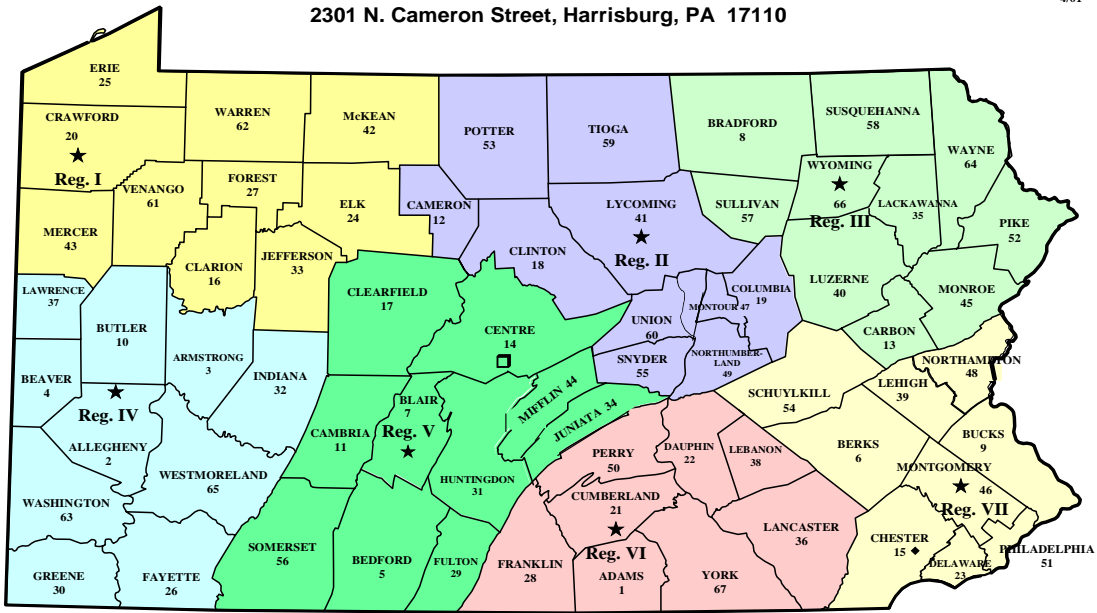 2301 N. Cameron Street, Harrisburg, PA 17110
ERIE
25
CRAWFORD
20
Reg. I
WARREN
62
McKEAN
42
POTTER
53
TIOGA
59
BRADFORD
8
SUSQUEHANNA
58
WAYNE
64
WYOMING
66
Reg. III
LACKAWANNA
35
PIKE
52
VENANGO
61
FOREST
27
ELK
24
CAMERON
12
LYCOMING
41
Reg. II
SULLIVAN
57
MERCER
43
CLARION
16
JEFFERSON
33
CLINTON
18
LUZERNE
40
MONROE
45
LAWRENCE
37
CLEARFIELD
17
CENTRE
14
UNION
60
MONTOUR 47
COLUMBIA
19
CARBON
13
BUTLER
10
ARMSTRONG
3
INDIANA
32
SNYDER
55
NORTHUMBER-
LAND
49
NORTHAMPTON
48
BEAVER
4
Reg. IV
BLAIR
7
Reg. V
MIFFLIN 44
JUNIATA 34
SCHUYLKILL
54
LEHIGH
39
ALLEGHENY
2
CAMBRIA
11
HUNTINGDON
31
PERRY
50
DAUPHIN
22
LEBANON
38
BERKS
6
BUCKS
9
WESTMORELAND
65
WASHINGTON
63
CUMBERLAND
21
Reg. VI
MONTGOMERY
46
Reg. VII
SOMERSET
56
BEDFORD
5
FULTON
29
FRANKLIN
28
ADAMS
1
YORK
67
LANCASTER
36
CHESTER
15
DELAWARE
23
PHILADELPHIA
51
GREENE
30
FAYETTE
26